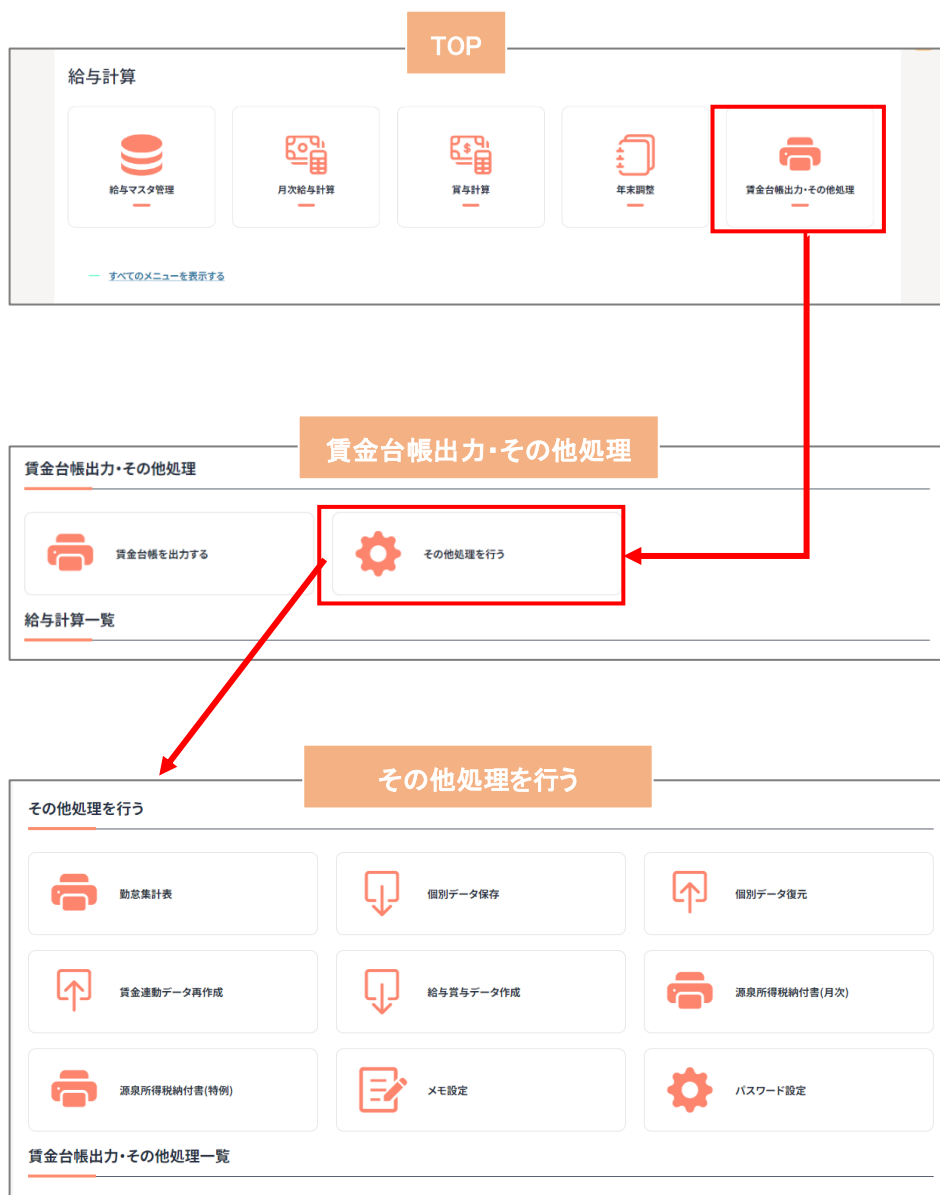 TOP
給与計算
給与マスタ管理
月次給与計算
賞与計算
年末調整
賃金台帳出力・その他処理
すべてのメニューを表示する
賃金台帳出力・その他処理
賃金台帳出力・その他処理
賃金台帳を出力する
その他処理を行う
給与計算一覧
その他処理を行う
その他処理を行う
勤怠集計表
個別データ保存
個別データ復元
賃金連動データ再作成
給与賞与データ作成
源泉所得税納付書(月次)
源泉所得税納付書(特例)
メモ設定
パスワード設定
賃金台帳出力・その他処理一覧